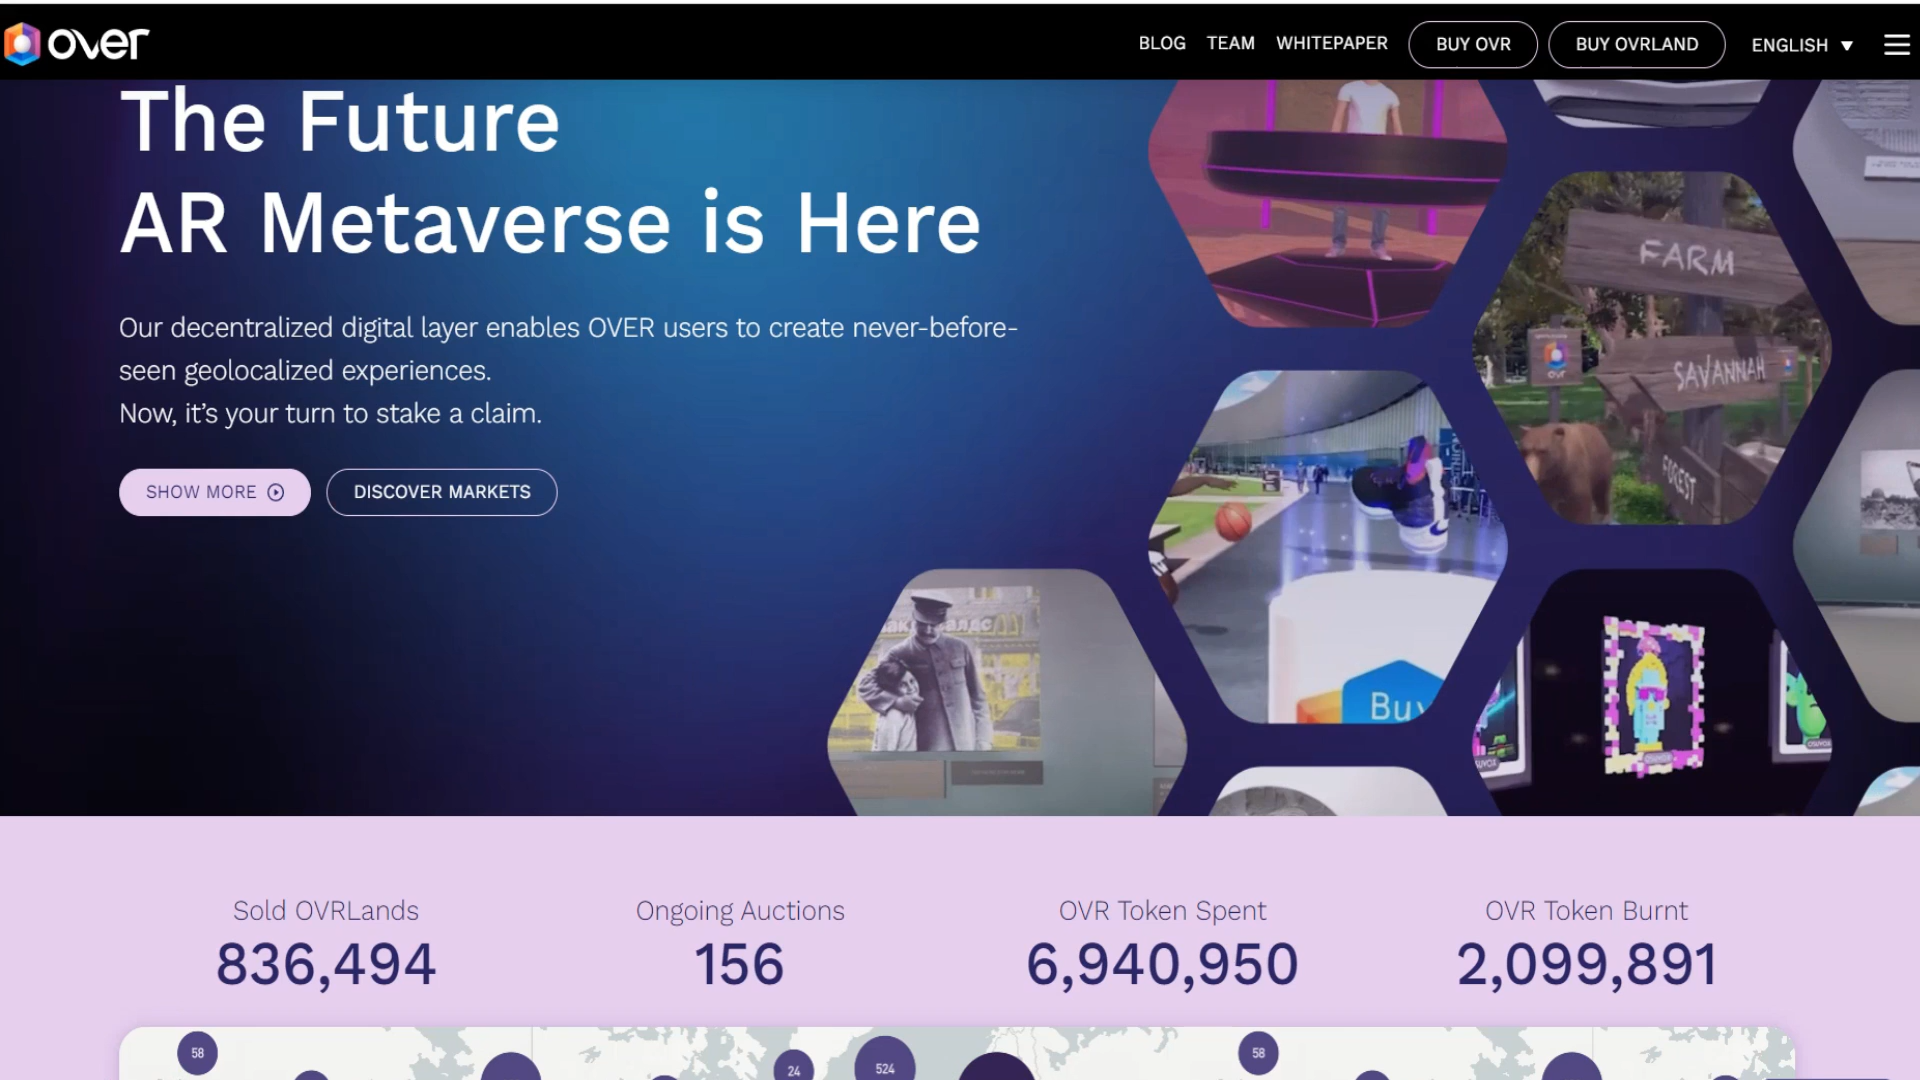 over
BLOG TEAM WHITEPAPER BUY OVR BUY OVRLAND ENGLISH
The Future
AR Metaverse is Here
Our decentralized digital layer enables OVER users to create never-before-
seen geolocalized experiences.
Now, it's your turn to stake a claim.
SHOW MORE DISCOVER MARKETS
FARM
SAVANNAH
ovr
FOREST
Buy
Sold OVRLands
836,494
Ongoing Auctions
156
OVR Token Spent
6,940,950
OVR Token Burnt
2,099,891
58
24
524
58